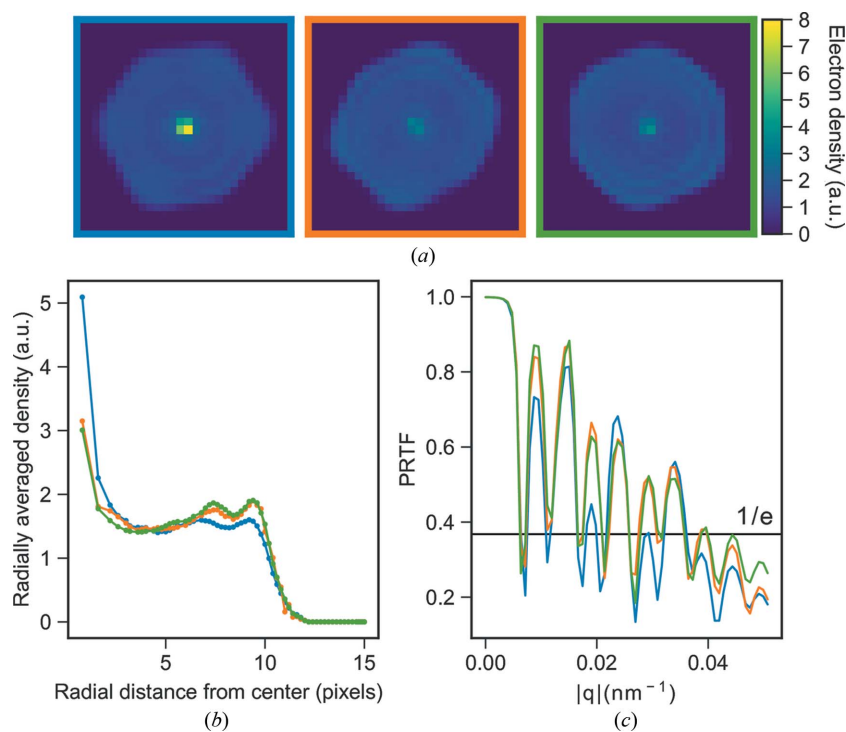 8
7
6
5
4
3
2
1
0
Electron density (a.u.)
(a)
5
4
3
2
1
0
Radially averaged density (a.u.)
5 10 15
Radial distance from center (pixels)
(b)
1.0
0.8
0.6
0.4
0.2
PRTF
1/e
0.00 0.02 0.04
|q|(nm⁻¹)
(c)